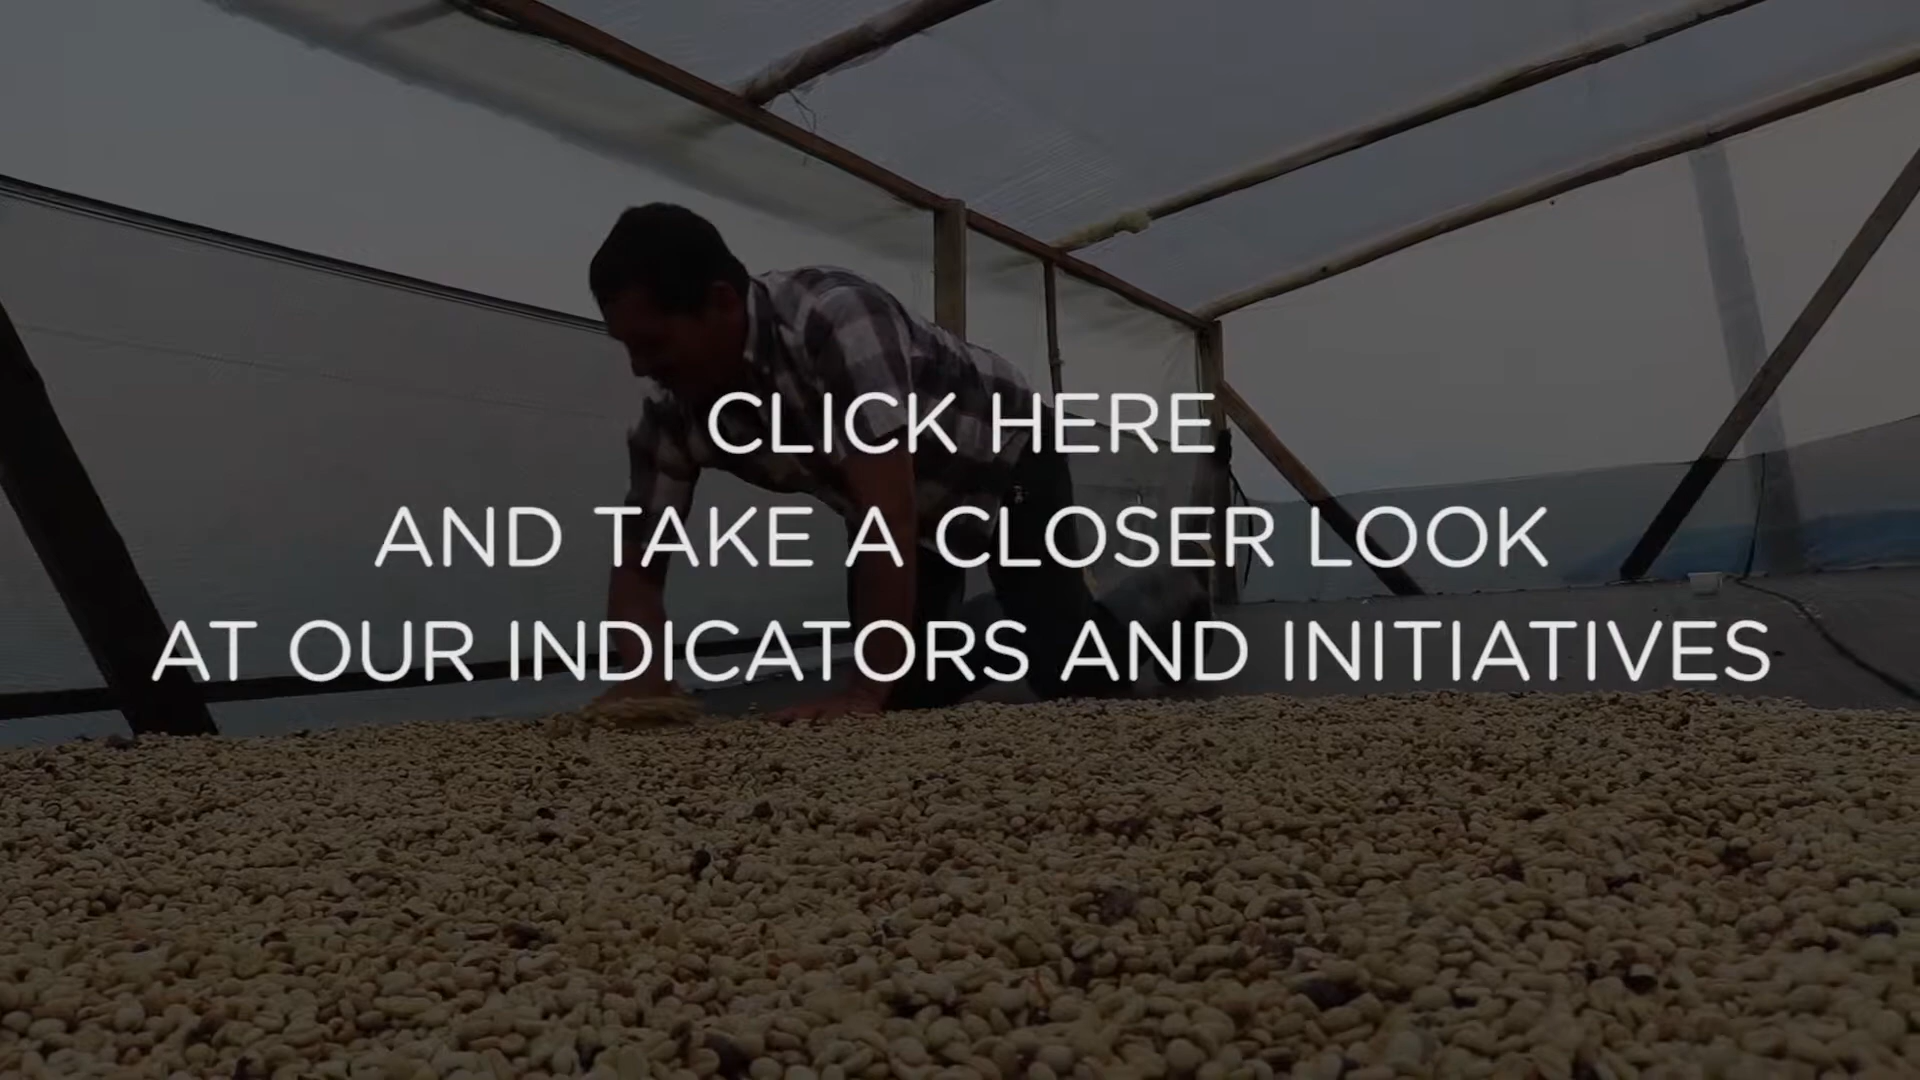 CLICK HERE
AND TAKE A CLOSER LOOK
AT OUR INDICATORS AND INITIATIVES